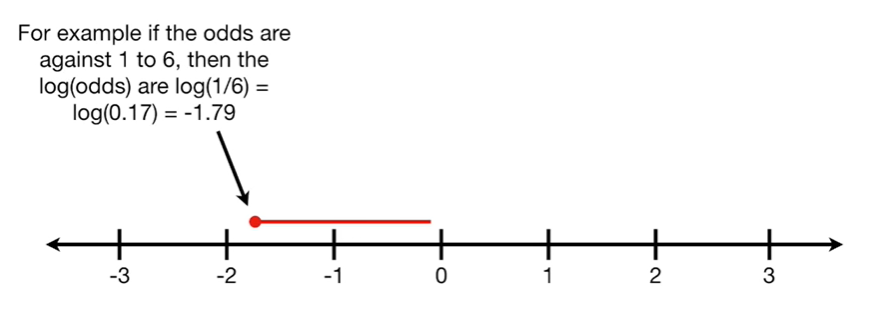 For example if the odds are
against 1 to 6, then the
log(odds) are log(1/6) =
log(0.17) = -1.79
-3 -2 -1 0 1 2 3